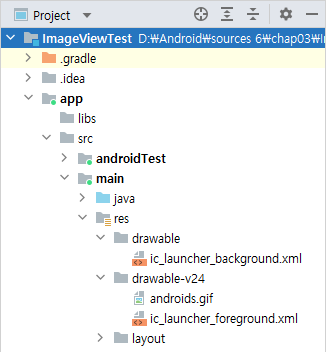 Project
ImageViewTest D:₩Android₩sources 6₩chap03₩I
.gradle
.idea
app
libs
src
androidTest
main
java
res
drawable
ic_launcher_background.xml
drawable-v24
androids.gif
ic_launcher_foreground.xml
layout